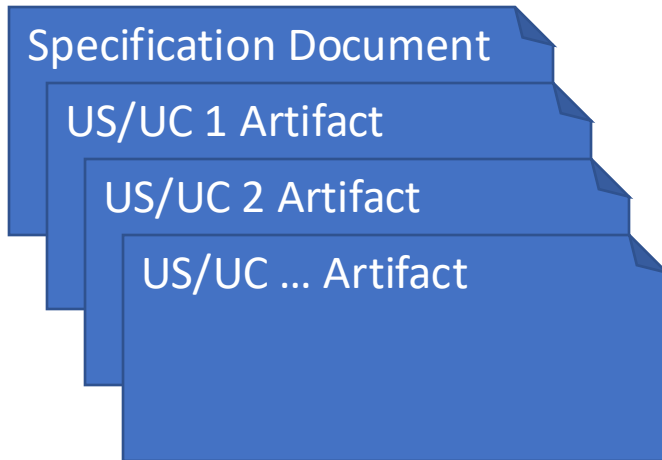 Specification Document
US/UC 1 Artifact
US/UC 2 Artifact
US/UC ... Artifact